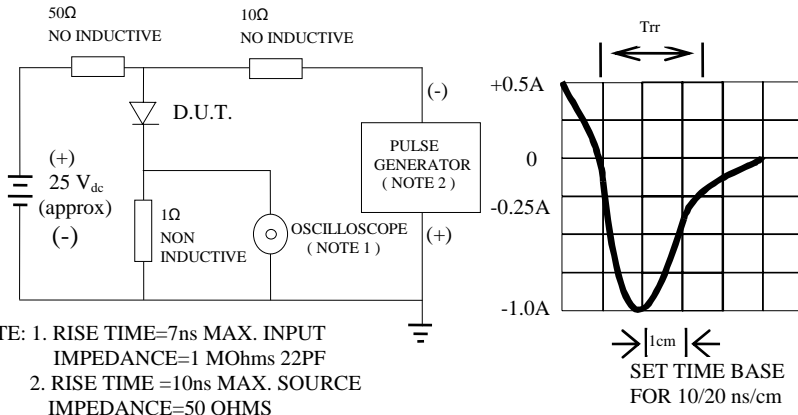 50Ω
NO INDUCTIVE
10Ω
NO INDUCTIVE
D.U.T.
(+)
25 Vdc
(approx)
(-)
1Ω
NON
INDUCTIVE
OSCILLOSCOPE
( NOTE 1 )
(-)
PULSE
GENERATOR
( NOTE 2 )
(+)
Trr
+0.5A
0
-0.25A
-1.0A
1cm
SET TIME BASE
FOR 10/20 ns/cm
TE: 1. RISE TIME=7ns MAX. INPUT
IMPEDANCE=1 MOhms 22PF
2. RISE TIME =10ns MAX. SOURCE
IMPEDANCE=50 OHMS